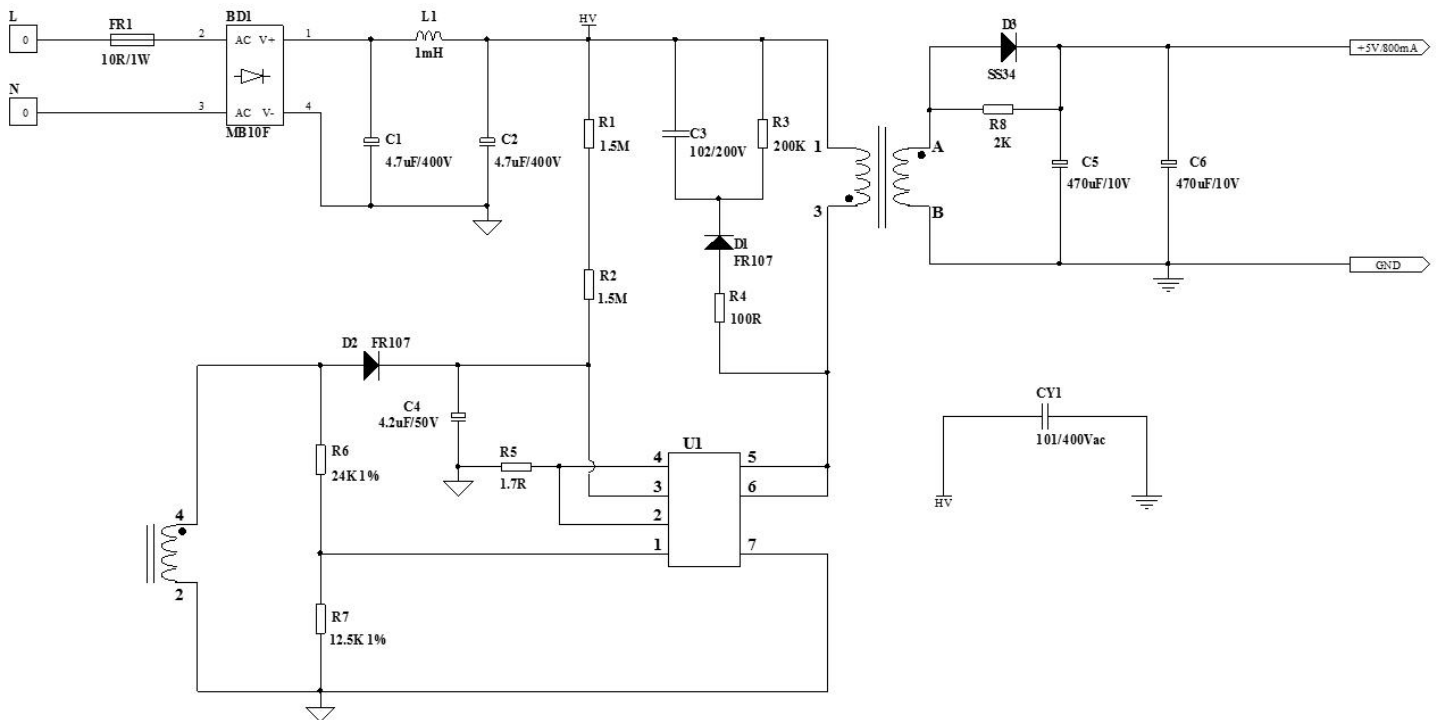 L
0
FR1
10R/1W
BD1
2
AC V+
1
3
AC V-
4
MB10F
N
0
L1
1mH
HV
C1
4.7uF/400V
C2
4.7uF/400V
R1
1.5M
R2
1.5M
C3
102/200V
R3
200K
D1
FR107
R4
100R
1
3
A
B
D3
SS34
R8
2K
C5
470uF/10V
C6
470uF/10V
+5V/800mA
GND
D2
FR107
C4
4.2uF/50V
R5
1.7R
R6
24K 1%
R7
12.5K 1%
4
2
U1
4
3
2
1
5
6
7
CY1
101/400Vac
HV